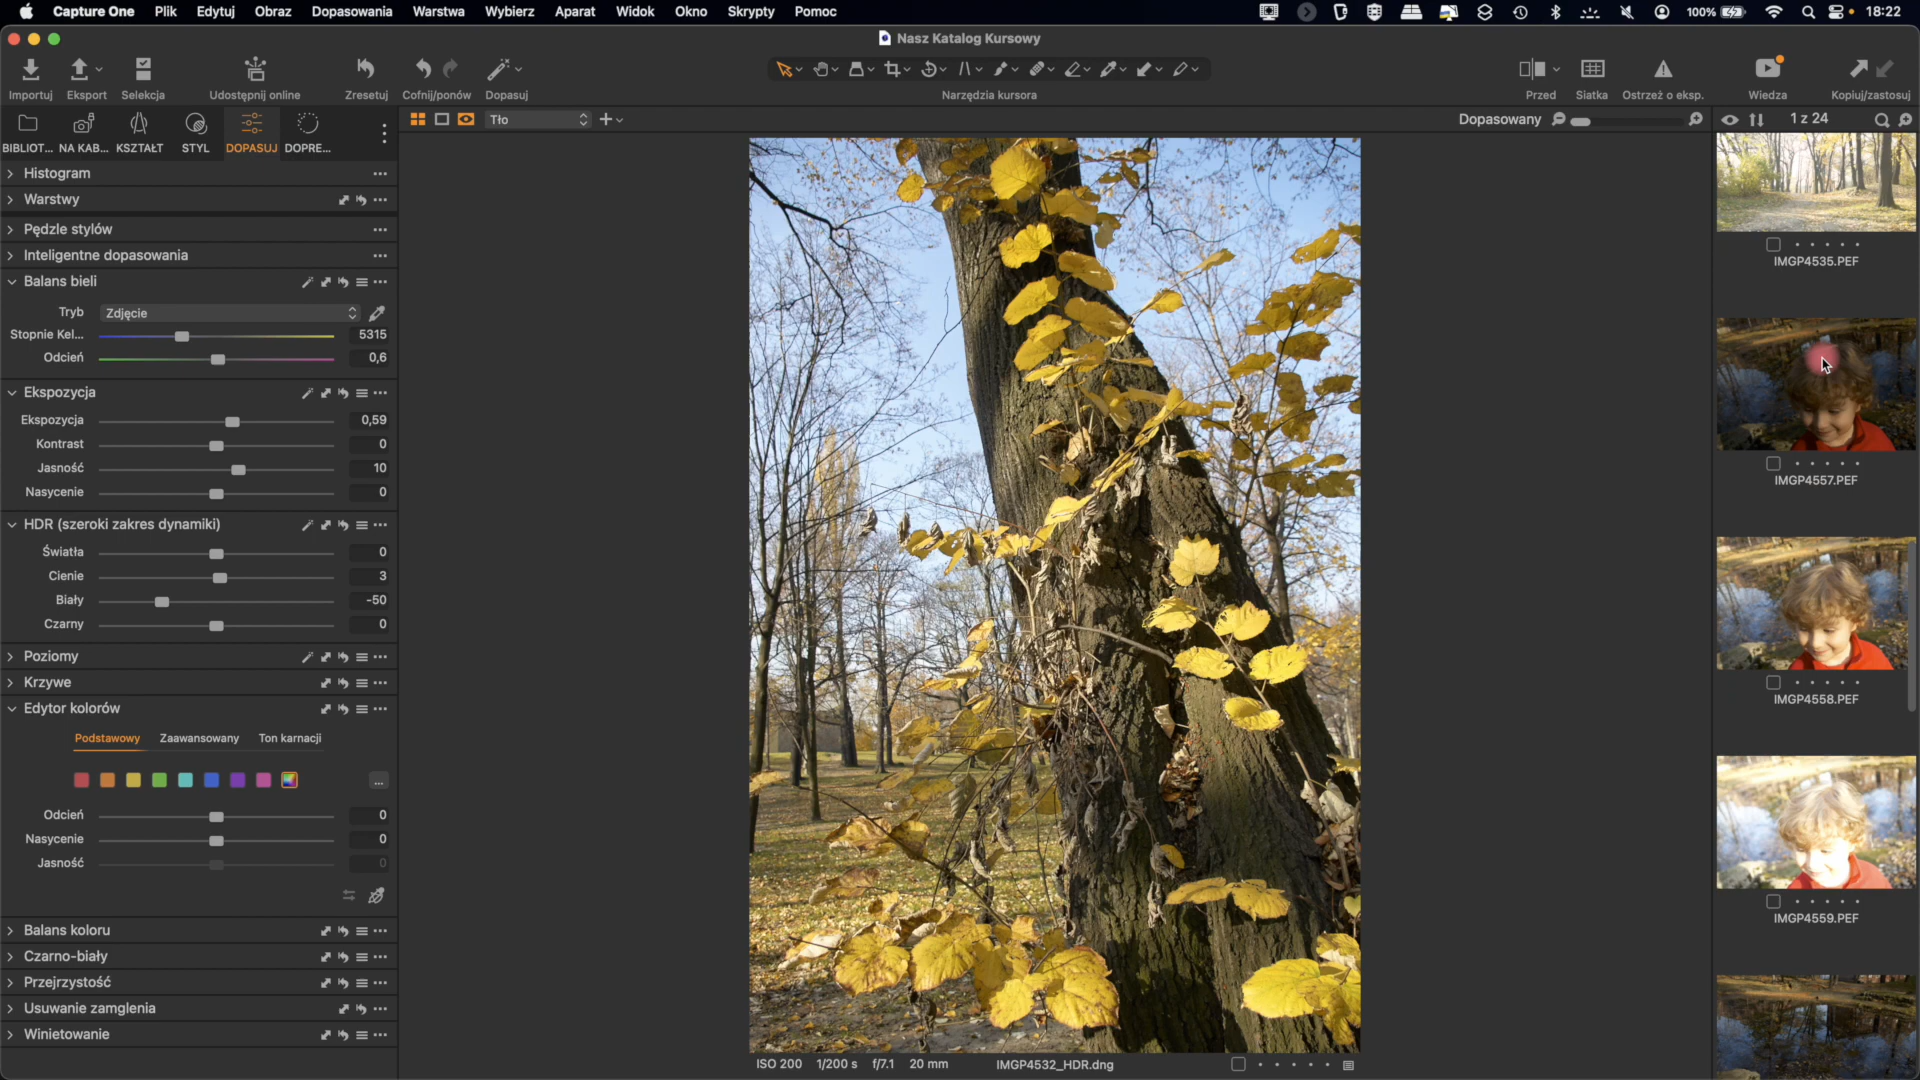 Capture One Plik Edytuj Obraz Dopasowania Warstwa Wybierz Aparat Widok Okno Skrypty Pomoc 100% 18:22
Nasz Katalog Kursowy
Importuj Eksport Selekcja Udostępnij online Zresetuj Cofnij/ponów Dopasuj Narzędzia kursora Przed Siatka Ostrzeż o eksp. Wiedza Kopiuj/zastosuj
BIBLIOT... NA KAB... KSZTAŁT STYL DOPASUJ DOPRE...
Tło
Dopasowany
1 z 24
Histogram
Warstwy
Pędzle stylów
Inteligentne dopasowania
Balans bieli
Tryb Zdjęcie
Stopnie Kel... 5315
Odcień 0,6
Ekspozycja
Ekspozycja 0,59
Kontrast 0
Jasność 10
Nasycenie 0
HDR (szeroki zakres dynamiki)
Światła 0
Cienie 3
Biały -50
Czarny 0
Poziomy
Krzywe
Edytor kolorów
Podstawowy Zaawansowany Ton karnacji
...
Odcień 0
Nasycenie 0
Jasność 0
Balans koloru
Czarno-biały
Przejrzystość
Usuwanie zamglenia
Winietowanie
ISO 200 1/200 s f/7.1 20 mm IMGP4532_HDR.dng
IMGP4535.PEF
IMGP4557.PEF
IMGP4558.PEF
IMGP4559.PEF